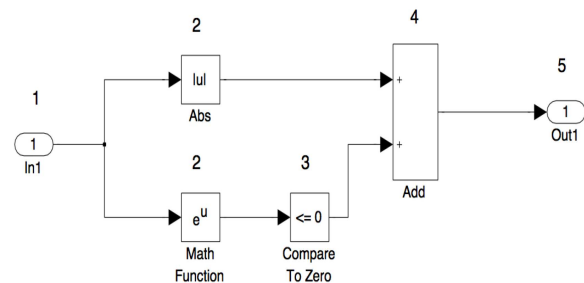 4
2
|u|
+
5
1
Abs
1
1
In1
Out1
2
3
+
e^u
<= 0
Add
Math
Function
Compare
To Zero